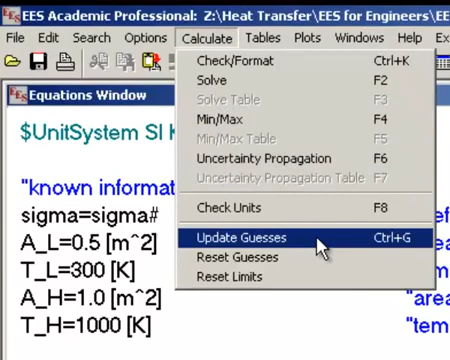 EES Academic Professional: Z:\Heat Transfer\EES for Engineers\EE
File Edit Search Options Calculate Tables Plots Windows Help Ex
EES Equations Window
$UnitSystem SI K
"known informat
sigma=sigma#
A_L=0.5 [m^2]
T_L=300 [K]
A_H=1.0 [m^2]
T_H=1000 [K]
Check/Format Ctrl+K
Solve F2
Solve Table F3
Min/Max F4
Min/Max Table F5
Uncertainty Propagation F6
Uncertainty Propagation Table F7
Check Units F8
Update Guesses Ctrl+G
Reset Guesses
Reset Limits
"area
"tem